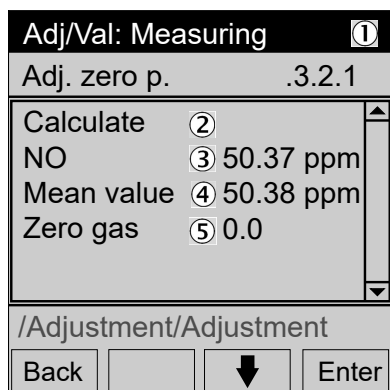 Adj/Val: Measuring ①
Adj. zero p. .3.2.1
Calculate ②
NO ③ 50.37 ppm
Mean value ④ 50.38 ppm
Zero gas ⑤ 0.0
/Adjustment/Adjustment
Back Enter